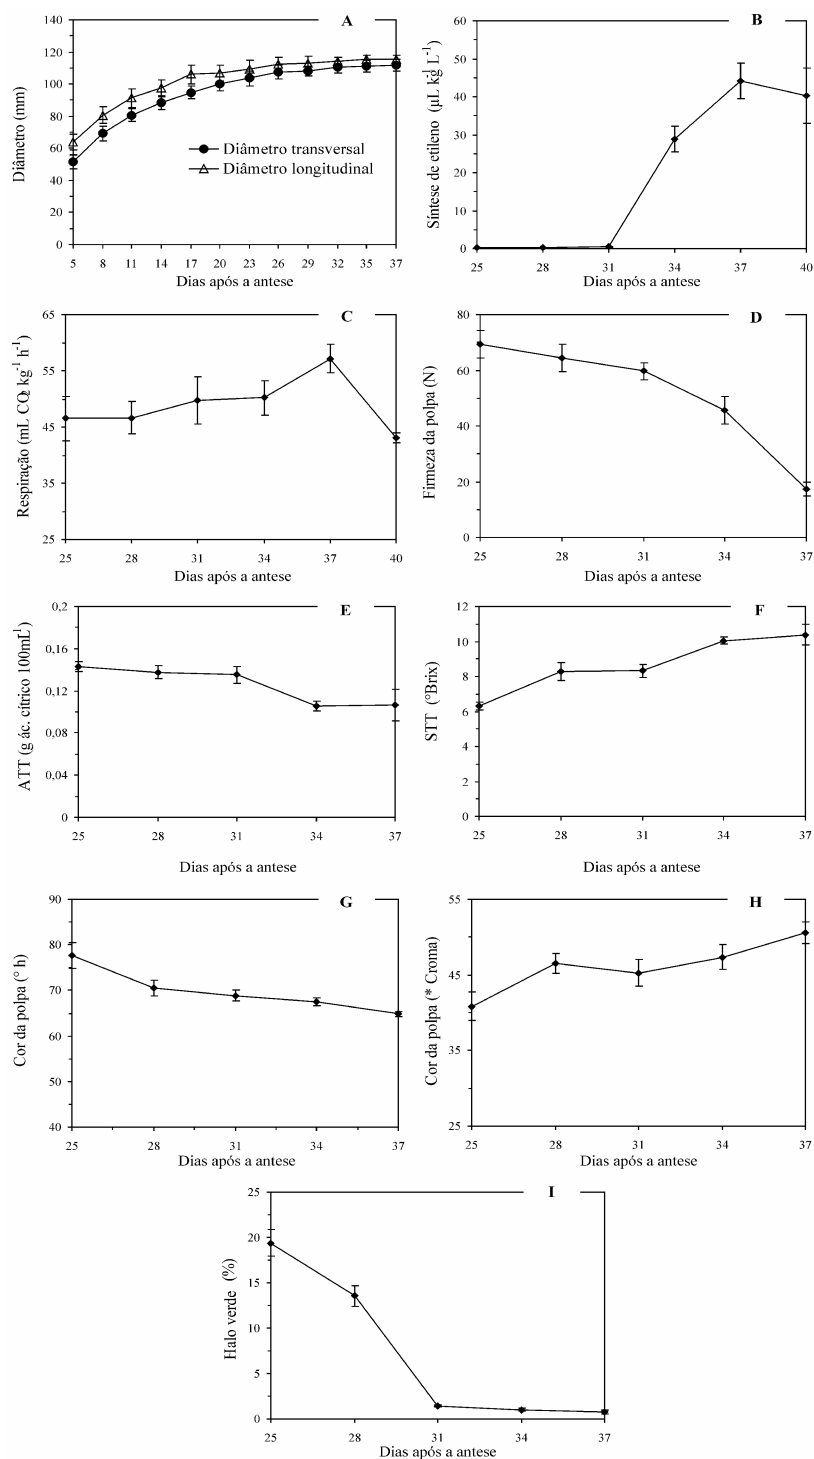 A
Diâmetro (mm)
140
120
100
80
60
40
20
0
Diâmetro transversal
Diâmetro longitudinal
5 8 11 14 17 20 23 26 29 32 35 37
Dias após a antese
B
Síntese de etileno (µL kg-1 L-1)
60
50
40
30
20
10
0
25 28 31 34 37 40
Dias após a antese
C
Respiração (mL CO2 kg-1 h-1)
65
55
45
35
25
25 28 31 34 37 40
Dias após a antese
D
Firmeza da polpa (N)
80
60
40
20
0
25 28 31 34 37
Dias após a antese
E
ATT (g ác. cítrico 100mL-1)
0,2
0,16
0,12
0,08
0,04
0
25 28 31 34 37
Dias após a antese
F
STT (°Brix)
12
10
8
6
4
2
0
25 28 31 34 37
Dias após a antese
G
Cor da polpa (° h)
90
80
70
60
50
40
25 28 31 34 37
Dias após a antese
H
Cor da polpa (* Croma)
55
45
35
25
25 28 31 34 37
Dias após a antese
I
Halo verde (%)
25
20
15
10
5
0
25 28 31 34 37
Dias após a antese